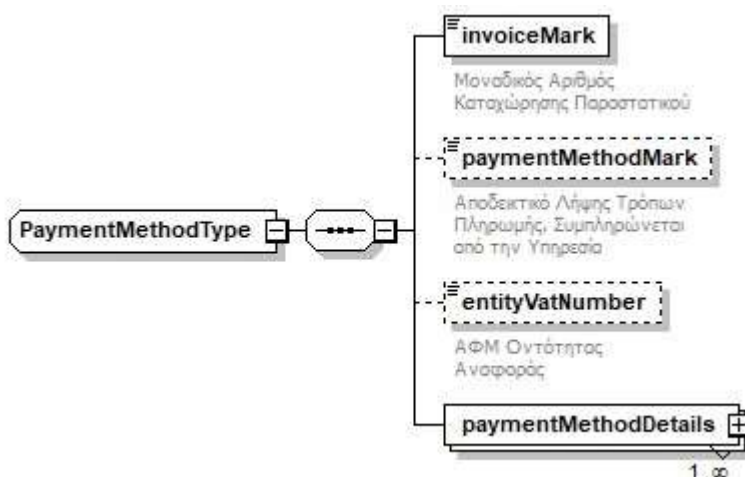 invoiceMark
Μοναδικός Αριθμός
Καταχώρησης Παραστατικού
paymentMethodMark
Αποδεκτικό Λήψης Τρόπων
Πληρωμής, Συμπληρώνεται
από την Υπηρεσία
PaymentMethodType
entityVatNumber
ΑΦΜ Οντότητας
Αναφοράς
paymentMethodDetails
1..∞